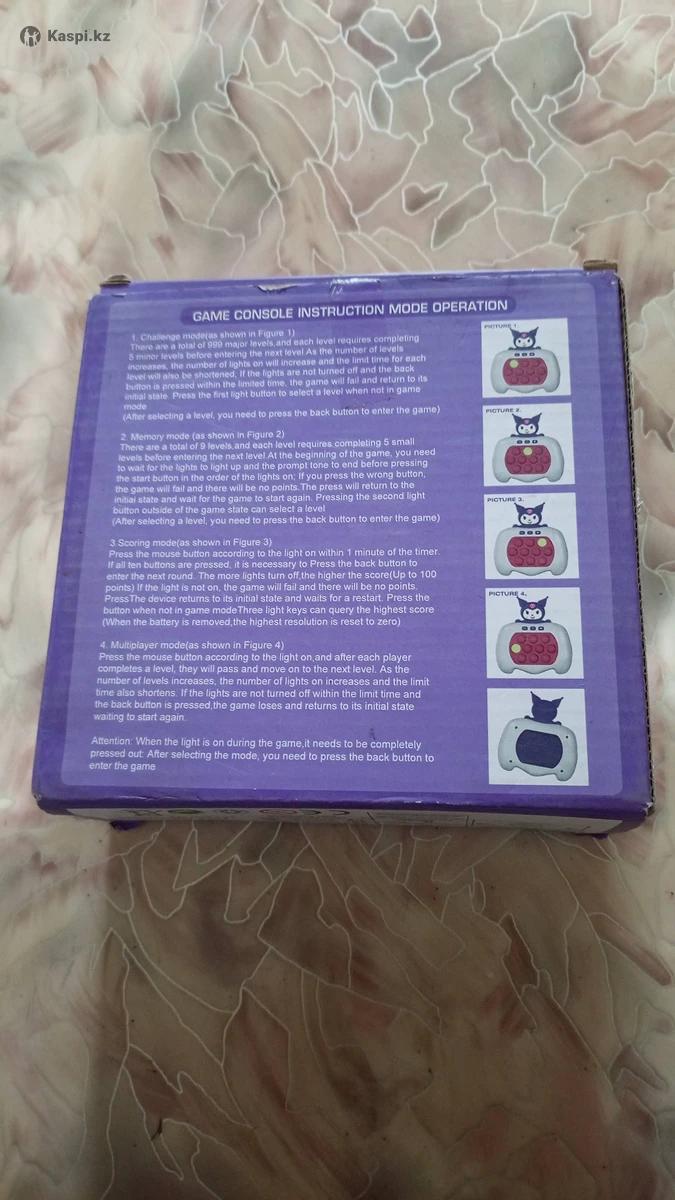 Kaspi.kz
GAME CONSOLE INSTRUCTION MODE OPERATION
1. Challenge mode(as shown in Figure 1)
There are a total of 999 major levels,and each level requires completing
5 minor levels before entering the next level As the number of levels
increases, the number of lights on will increase and the limit time for each
level will also be shortened, If the lights are not turned off and the back
button is pressed within the limited time, the game will fail and return to its
initial state. Press the first light button to select a level when not in game
mode
(After selecting a level, you need to press the back button to enter the game)
2 Memory mode (as shown in Figure 2)
There are a total of 9 levels,and each level requires completing 5 small
levels before entering the next level At the beginning of the game, you need
to wait for the lights to light up and the prompt tone to end before pressing
the start button in the order of the lights on; If you press the wrong button,
the game will fail and there will be no points.The press will return to the
initial state and wait for the game to start again. Pressing the second light
button outside of the game state can select a level
(After selecting a level, you need to press the back button to enter the game)
3 Scoring mode(as shown in Figure 3)
Press the mouse button according to the light on within 1 minute of the timer.
If all ten buttons are pressed, it is necessary to Press the back button to
enter the next round. The more lights turn off,the higher the score(Up to 100
points) If the light is not on, the game will fail and there will be no points.
PressThe device returns to its initial state and waits for a restart. Press the
button when not in game modeThree light keys can query the highest score
(When the battery is removed,the highest resolution is reset to zero)
4. Multiplayer mode(as shown in Figure 4)
Press the mouse button according to the light on,and after each player
completes a level, they will pass and move on to the next level. As the
number of levels increases, the number of lights on increases and the limit
time also shortens. If the lights are not turned off within the limit time and
the back button is pressed,the game loses and returns to its initial state
waiting to start again.
Attention: When the light is on during the game,it needs to be completely
pressed out: After selecting the mode, you need to press the back button to
enter the game
PICTURE 1.
PICTURE 2.
PICTURE 3.
PICTURE 4.